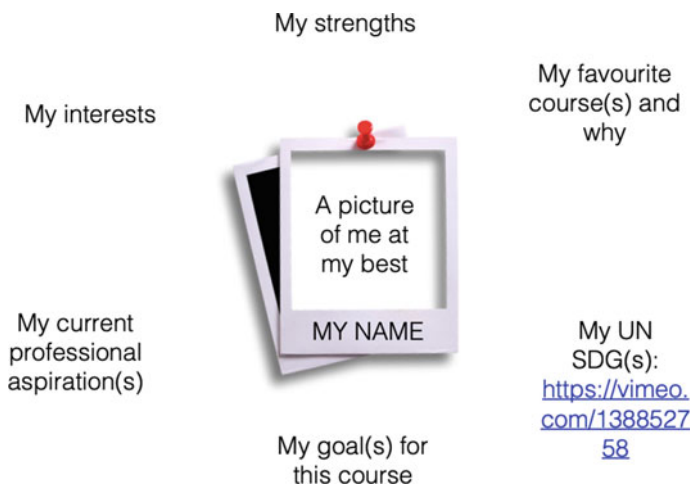 My strengths
My favourite
course(s) and
why
My interests
A picture
of me at
my best
MY NAME
My current
professional
aspiration(s)
My UN
SDG(s):
https://vimeo.
com/1388527
58
My goal(s) for
this course